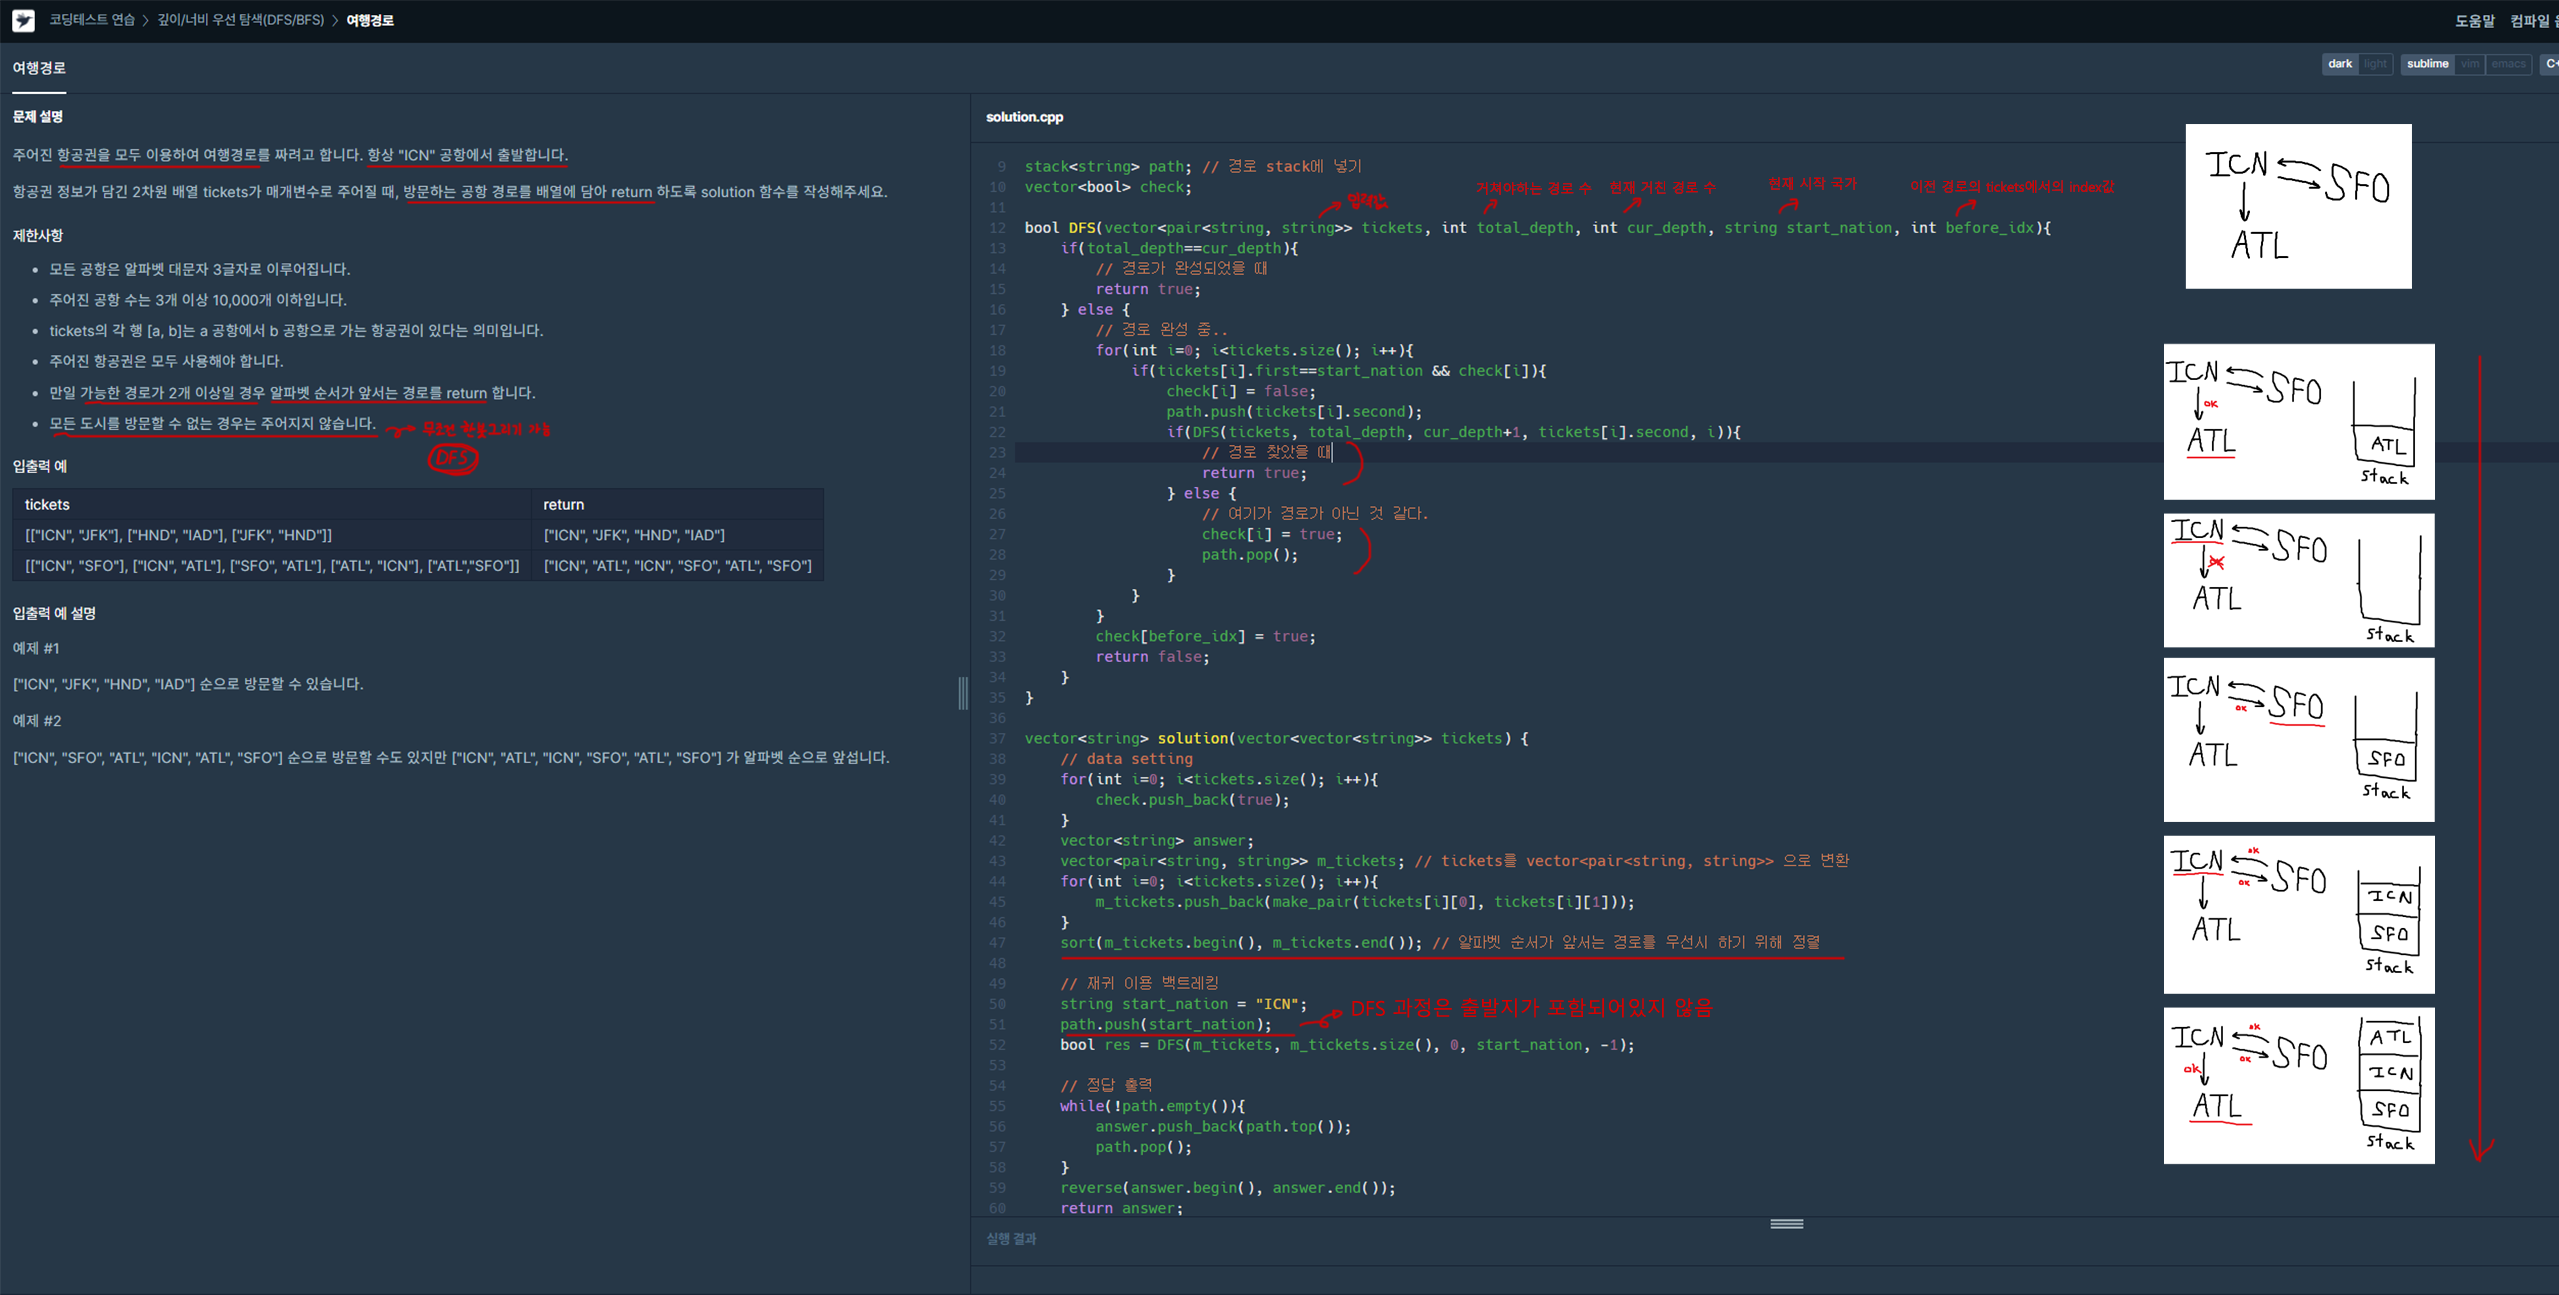 코딩테스트 연습 > 깊이/너비 우선 탐색(DFS/BFS) > 여행경로
도움말 컴파일
여행경로
dark light sublime vim emacs
문제 설명
주어진 항공권을 모두 이용하여 여행경로를 짜려고 합니다. 항상 "ICN" 공항에서 출발합니다.
항공권 정보가 담긴 2차원 배열 tickets가 매개변수로 주어질 때, 방문하는 공항 경로를 배열에 담아 return 하도록 solution 함수를 작성해주세요.
제한사항
모든 공항은 알파벳 대문자 3글자로 이루어집니다.
주어진 공항 수는 3개 이상 10,000개 이하입니다.
tickets의 각 행 [a, b]는 a 공항에서 b 공항으로 가는 항공권이 있다는 의미입니다.
주어진 항공권은 모두 사용해야 합니다.
만일 가능한 경로가 2개 이상일 경우 알파벳 순서가 앞서는 경로를 return 합니다.
모든 도시를 방문할 수 없는 경우는 주어지지 않습니다.
무조건 한붓그리기 가능
DFS
입출력 예
tickets return
[["ICN", "JFK"], ["HND", "IAD"], ["JFK", "HND"]] ["ICN", "JFK", "HND", "IAD"]
[["ICN", "SFO"], ["ICN", "ATL"], ["SFO", "ATL"], ["ATL", "ICN"], ["ATL","SFO"]] ["ICN", "ATL", "ICN", "SFO", "ATL", "SFO"]
입출력 예 설명
예제 #1
["ICN", "JFK", "HND", "IAD"] 순으로 방문할 수 있습니다.
예제 #2
["ICN", "SFO", "ATL", "ICN", "ATL", "SFO"] 순으로 방문할 수도 있지만 ["ICN", "ATL", "ICN", "SFO", "ATL", "SFO"] 가 알파벳 순으로 앞섭니다.
solution.cpp
9 stack<string> path; // 경로 stack에 넣기
10 vector<bool> check;
11
입력값 거쳐야하는 경로 수 현재 거친 경로 수 현재 시작 국가 이전 경로의 tickets에서의 index값
12 bool DFS(vector<pair<string, string>> tickets, int total_depth, int cur_depth, string start_nation, int before_idx){
13 if(total_depth==cur_depth){
14 // 경로가 완성되었을 때
15 return true;
16 } else {
17 // 경로 완성 중..
18 for(int i=0; i<tickets.size(); i++){
19 if(tickets[i].first==start_nation && check[i]){
20 check[i] = false;
21 path.push(tickets[i].second);
22 if(DFS(tickets, total_depth, cur_depth+1, tickets[i].second, i)){
23 // 경로 찾았을 때
24 return true;
25 } else {
26 // 여기가 경로가 아닌 것 같다.
27 check[i] = true;
28 path.pop();
29 }
30 }
31 }
32 check[before_idx] = true;
33 return false;
34 }
35 }
36
37 vector<string> solution(vector<vector<string>> tickets) {
38 // data setting
39 for(int i=0; i<tickets.size(); i++){
40 check.push_back(true);
41 }
42 vector<string> answer;
43 vector<pair<string, string>> m_tickets; // tickets를 vector<pair<string, string>> 으로 변환
44 for(int i=0; i<tickets.size(); i++){
45 m_tickets.push_back(make_pair(tickets[i][0], tickets[i][1]));
46 }
47 sort(m_tickets.begin(), m_tickets.end()); // 알파벳 순서가 앞서는 경로를 우선시 하기 위해 정렬
48
49 // 재귀 이용 백트레킹
50 string start_nation = "ICN";
51 path.push(start_nation);
DFS 과정은 출발지가 포함되어있지 않음
52 bool res = DFS(m_tickets, m_tickets.size(), 0, start_nation, -1);
53
54 // 정답 출력
55 while(!path.empty()){
56 answer.push_back(path.top());
57 path.pop();
58 }
59 reverse(answer.begin(), answer.end());
60 return answer;
실행 결과
ICN SFO
ATL
ICN SFO
ok
ATL ATL
stack
ICN SFO
ATL
stack
ICN SFO
ok
ATL SFO
stack
ok
ICN SFO
ok
ICN
ATL SFO
stack
ok
ICN SFO ATL
ok
ok ICN
ATL SFO
stack